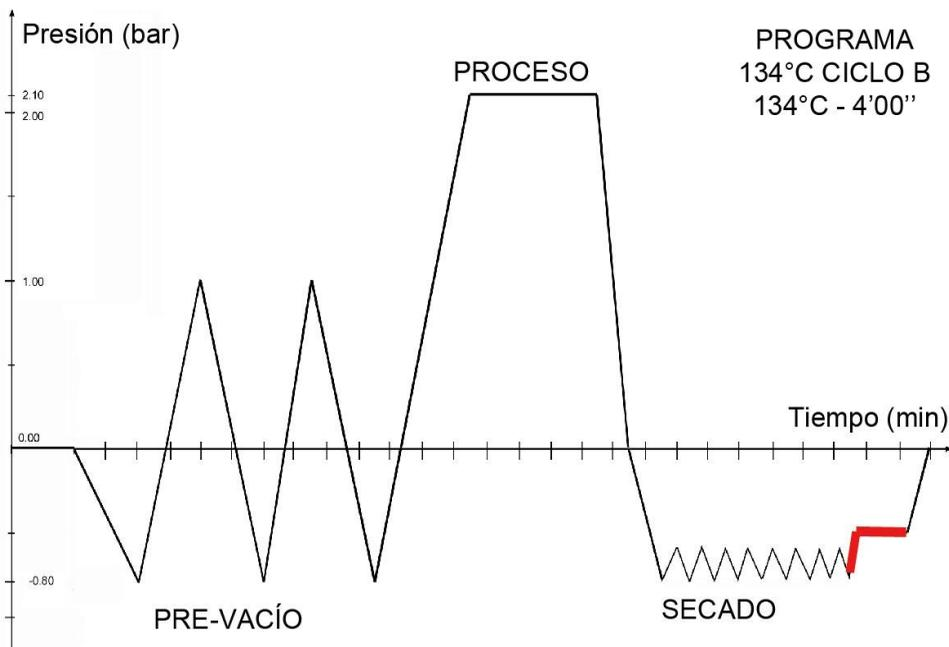 Presión (bar)
PROGRAMA
134°C CICLO B
134°C - 4’00’’
PROCESO
2.10
2.00
1.00
0.00
Tiempo (min)
-0.80
PRE-VACÍO
SECADO